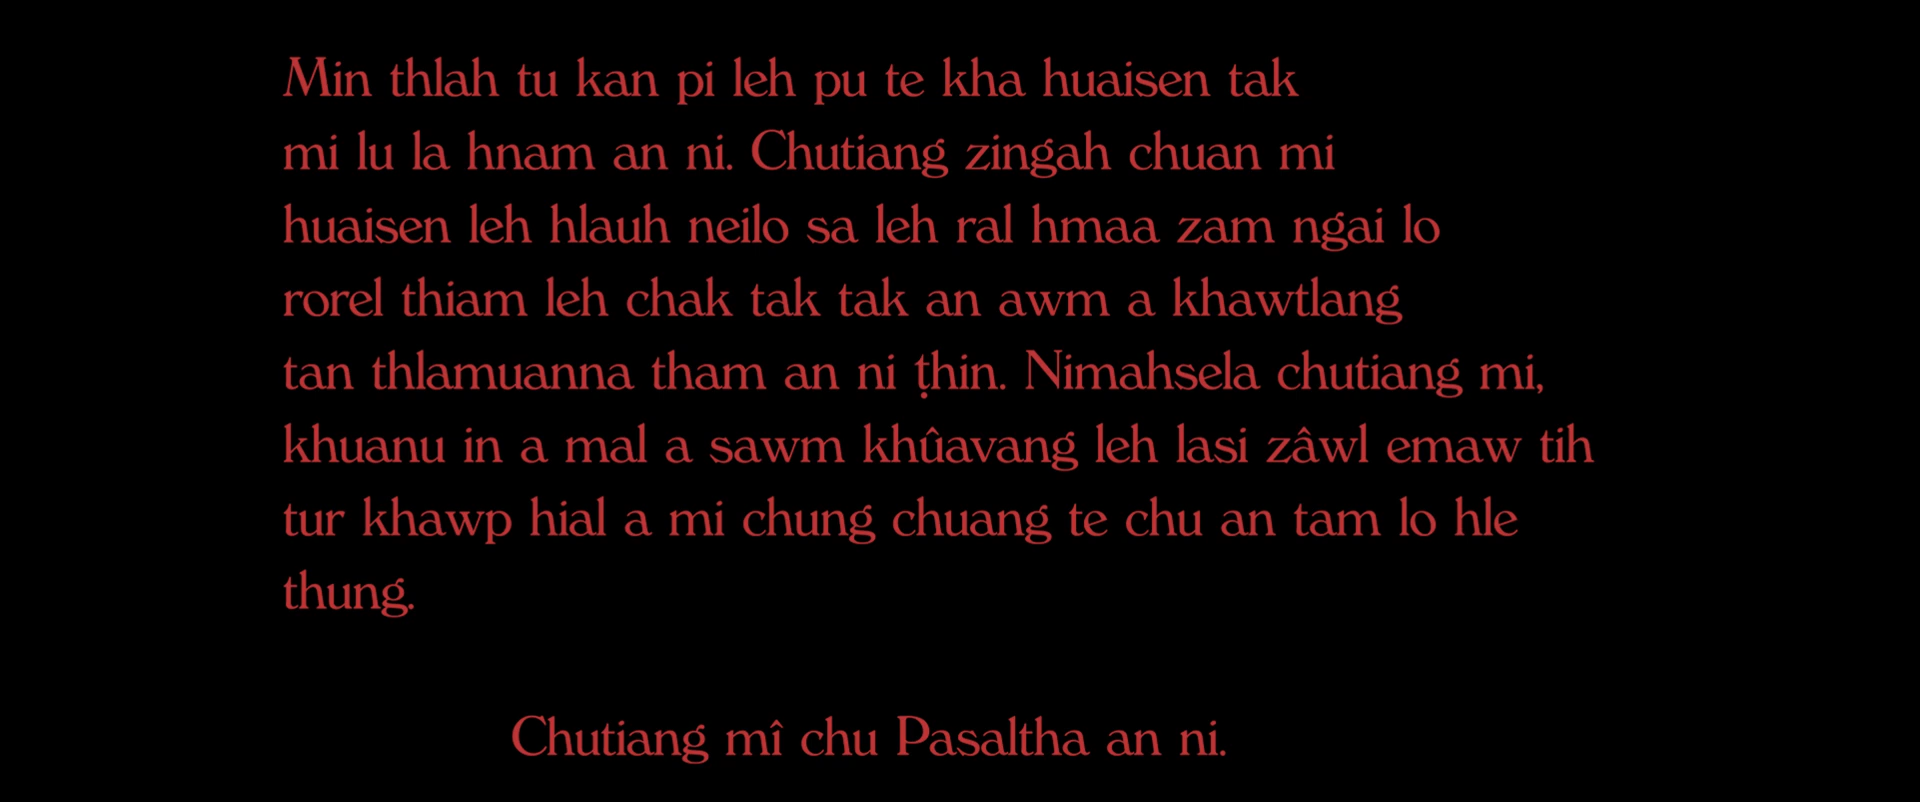 Min thlah tu kan pi leh pu te kha huaisen tak
mi lu la hnam an ni. Chutiang zingah chuan mi
huaisen leh hlauh neilo sa leh ral hmaa zam ngai lo
rorel thiam leh chak tak tak an awm a khawtlang
tan thlamuanna tham an ni ṭhin. Nimahsela chutiang mi,
khuanu in a mal a sawm khûavang leh lasi zâwl emaw tih
tur khawp hial a mi chung chuang te chu an tam lo hle
thung.
Chutiang mî chu Pasaltha an ni.